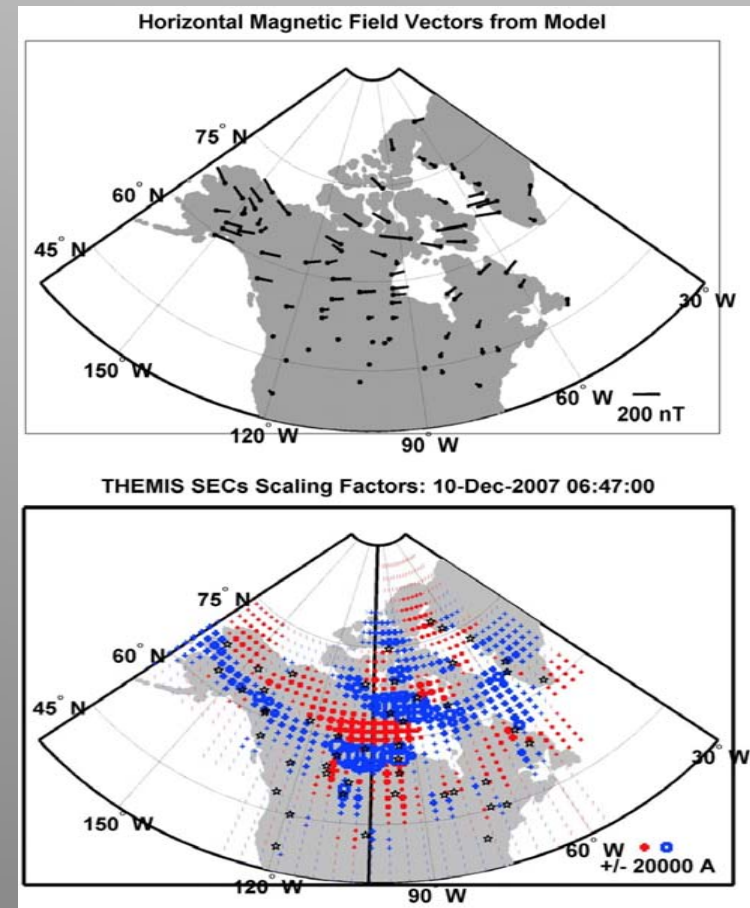 Horizontal Magnetic Field Vectors from Model
75° N
60° N
45° N
30° W
150° W
60° W
200 nT
120° W
90° W
THEMIS SECs Scaling Factors: 10-Dec-2007 06:47:00
75° N
60° N
45° N
30° W
150° W
60° W
+/- 20000 A
120° W
90° W